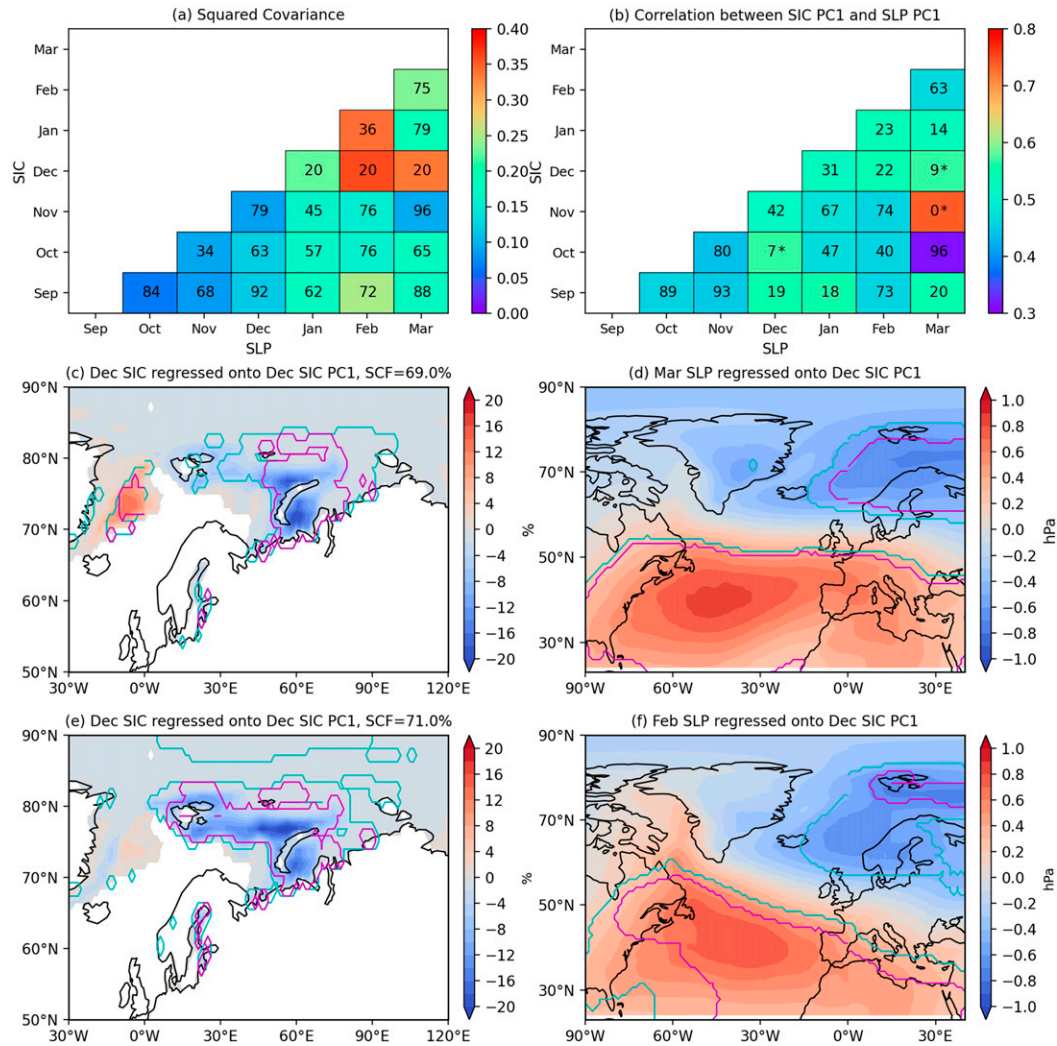 (a) Squared Covariance
(b) Correlation between SIC PC1 and SLP PC1
Mar
Feb
Jan
Dec
Nov
Oct
Sep
SIC
75
36 79
20 20 20
79 45 76 96
34 63 57 76 65
84 68 92 62 72 88
Sep Oct Nov Dec Jan Feb Mar
SLP
0.40
0.35
0.30
0.25
0.20
0.15
0.10
0.05
0.00
Mar
Feb
Jan
Dec
Nov
Oct
Sep
SIC
63
23 14
31 22 9*
42 67 74 0*
80 7* 47 40 96
89 93 19 18 73 20
Sep Oct Nov Dec Jan Feb Mar
SLP
0.8
0.7
0.6
0.5
0.4
0.3
(c) Dec SIC regressed onto Dec SIC PC1, SCF=69.0%
90°N
80°N
70°N
60°N
50°N
30°W 0°W 30°E 60°E 90°E 120°E
20
16
12
8
4
0
−4
−8
−12
−16
−20
%
(d) Mar SLP regressed onto Dec SIC PC1
90°N
70°N
50°N
30°N
90°W 60°W 30°W 0°W 30°E
1.0
0.8
0.6
0.4
0.2
0.0
−0.2
−0.4
−0.6
−0.8
−1.0
hPa
(e) Dec SIC regressed onto Dec SIC PC1, SCF=71.0%
90°N
80°N
70°N
60°N
50°N
30°W 0°W 30°E 60°E 90°E 120°E
20
16
12
8
4
0
−4
−8
−12
−16
−20
%
(f) Feb SLP regressed onto Dec SIC PC1
90°N
70°N
50°N
30°N
90°W 60°W 30°W 0°W 30°E
1.0
0.8
0.6
0.4
0.2
0.0
−0.2
−0.4
−0.6
−0.8
−1.0
hPa